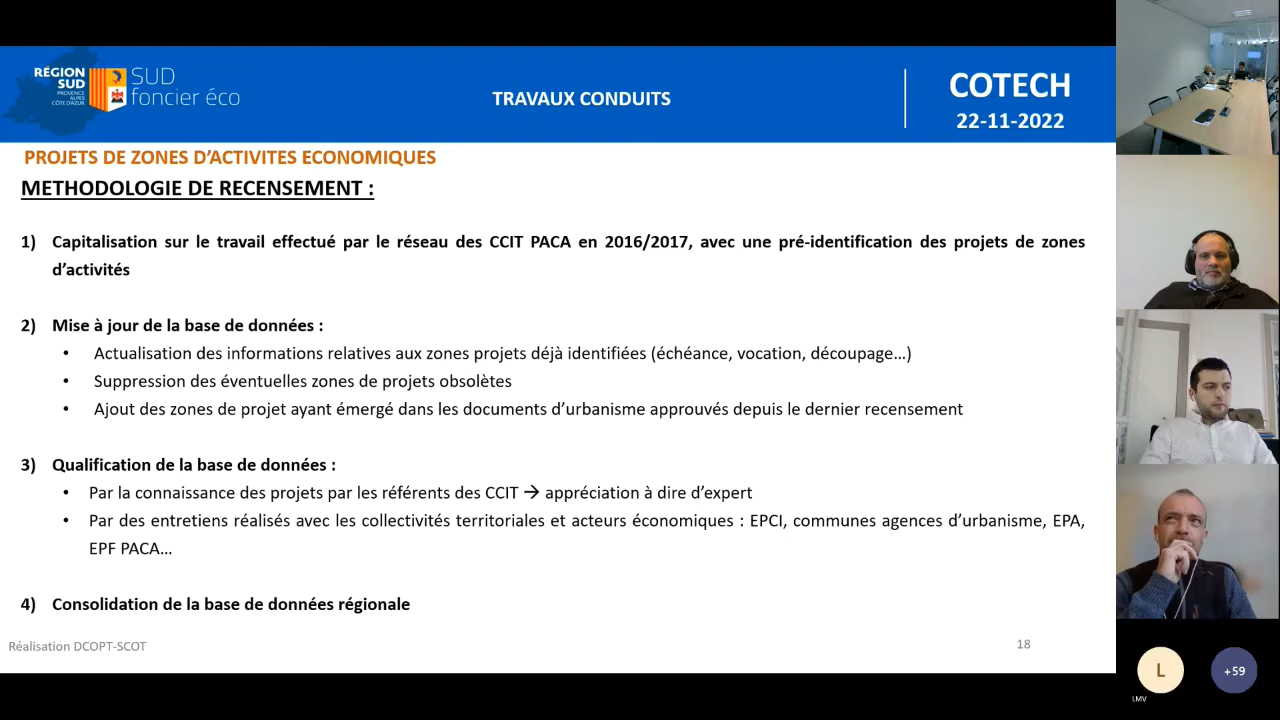 RÉGION
SUD
PROVENCE
ALPES
CÔTE D'AZUR
SUD
foncier éco
TRAVAUX CONDUITS
COTECH
22-11-2022
PROJETS DE ZONES D’ACTIVITES ECONOMIQUES
METHODOLOGIE DE RECENSEMENT :
1) Capitalisation sur le travail effectué par le réseau des CCIT PACA en 2016/2017, avec une pré-identification des projets de zones
d’activités
2) Mise à jour de la base de données :
• Actualisation des informations relatives aux zones projets déjà identifiées (échéance, vocation, découpage…)
• Suppression des éventuelles zones de projets obsolètes
• Ajout des zones de projet ayant émergé dans les documents d’urbanisme approuvés depuis le dernier recensement
3) Qualification de la base de données :
• Par la connaissance des projets par les référents des CCIT → appréciation à dire d’expert
• Par des entretiens réalisés avec les collectivités territoriales et acteurs économiques : EPCI, communes agences d’urbanisme, EPA,
EPF PACA…
4) Consolidation de la base de données régionale
Réalisation DCOPT-SCOT
18
L
+59
LMV